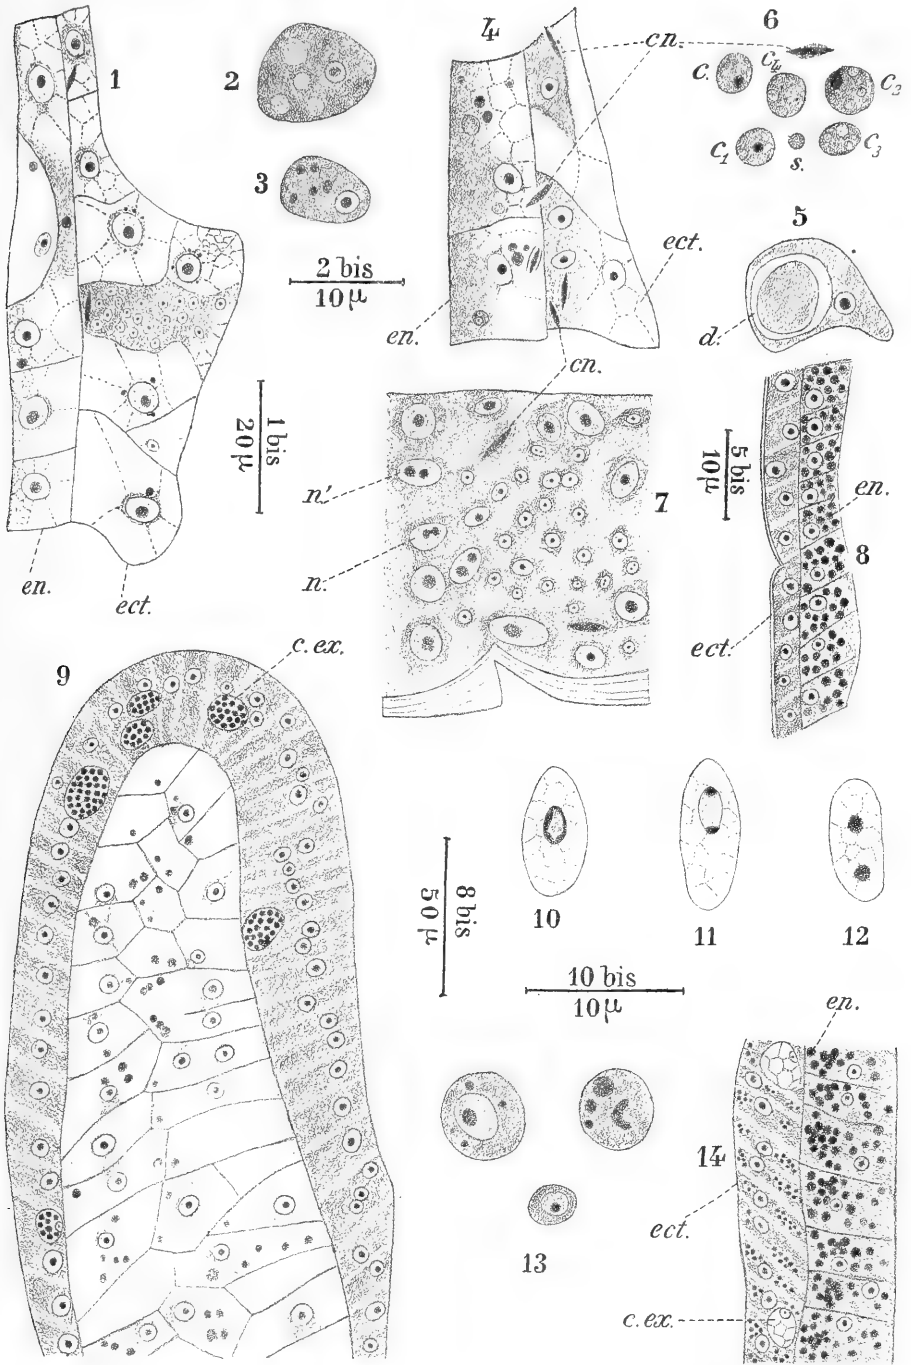 1
2
3
2 bis
10 µ
4
cn.
6
c.
c4
c2
c1
s.
c3
5
ect.
en.
d.
1 bis
20 µ
cn.
n'
n.
7
5 bis
10 µ
en.
8
ect.
en.
ect.
9
c. ex.
8 bis
50 µ
10
11
12
10 bis
10 µ
en.
13
14
ect.
c. ex.